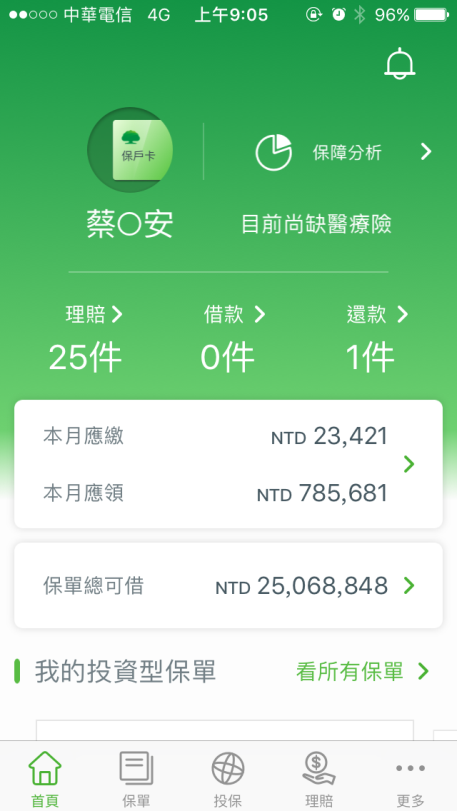 中華電信 4G 上午9:05 96%
保戶卡
保障分析
蔡○安
目前尚缺醫療險
理賠 借款 還款
25件 0件 1件
本月應繳 NTD 23,421
本月應領 NTD 785,681
保單總可借 NTD 25,068,848
我的投資型保單 看所有保單
首頁 保單 投保 理賠 更多